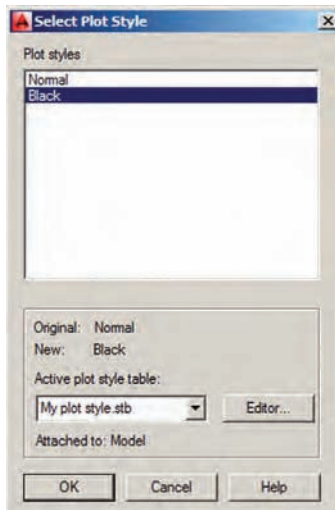 Select Plot Style
Plot styles
Normal
Black
Original: Normal
New: Black
Active plot style table:
My plot style.stb
Editor...
Attached to: Model
OK Cancel Help